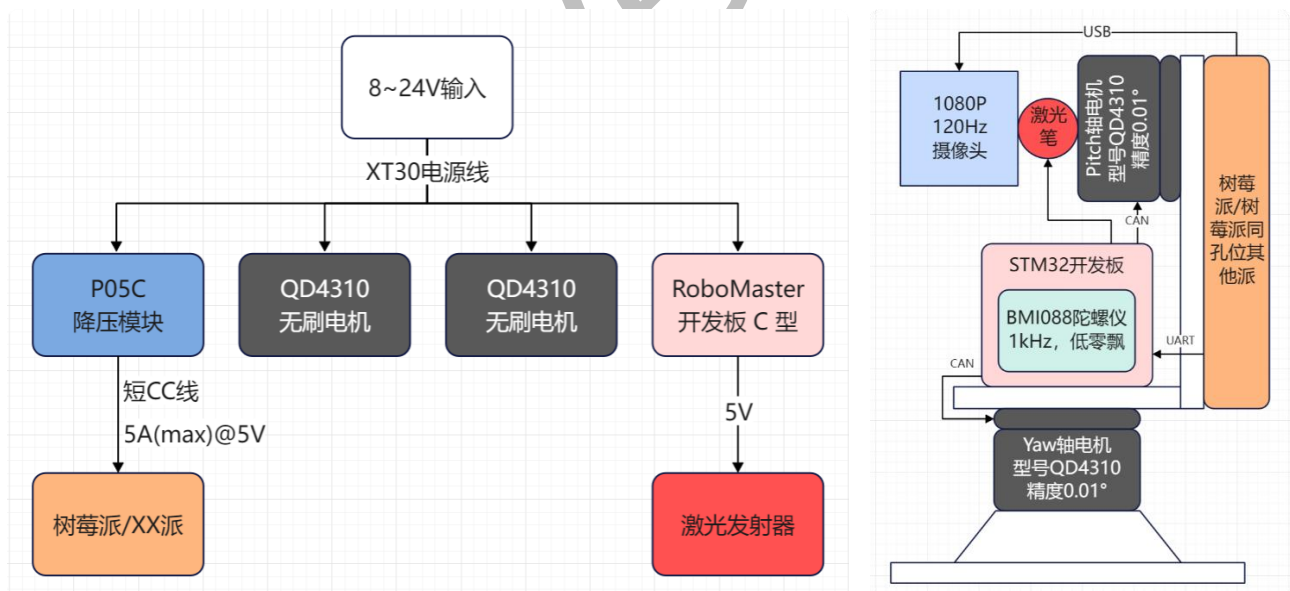 8~24V输入
XT30电源线
P05C
降压模块
QD4310
无刷电机
QD4310
无刷电机
RoboMaster
开发板 C 型
短CC线
5A(max)@5V
5V
树莓派/XX派
激光发射器
USB
1080P
120Hz
摄像头
激光
笔
Pitch轴电机
型号QD4310
精度0.01°
树莓
派/树
莓派同
孔位其
他派
CAN
STM32开发板
BMI088陀螺仪
1kHz，低零飘
UART
CAN
Yaw轴电机
型号QD4310
精度0.01°